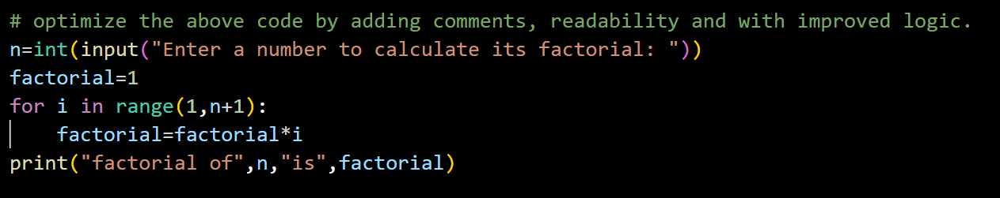 # optimize the above code by adding comments, readability and with improved logic.
n=int(input("Enter a number to calculate its factorial: "))
factorial=1
for i in range(1,n+1):
    factorial=factorial*i
print("factorial of",n,"is",factorial)